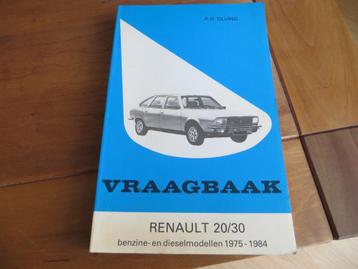 P.H. OLVING
VRAAGBAAK
RENAULT 20/30
benzine- en dieselmodellen 1975 - 1984